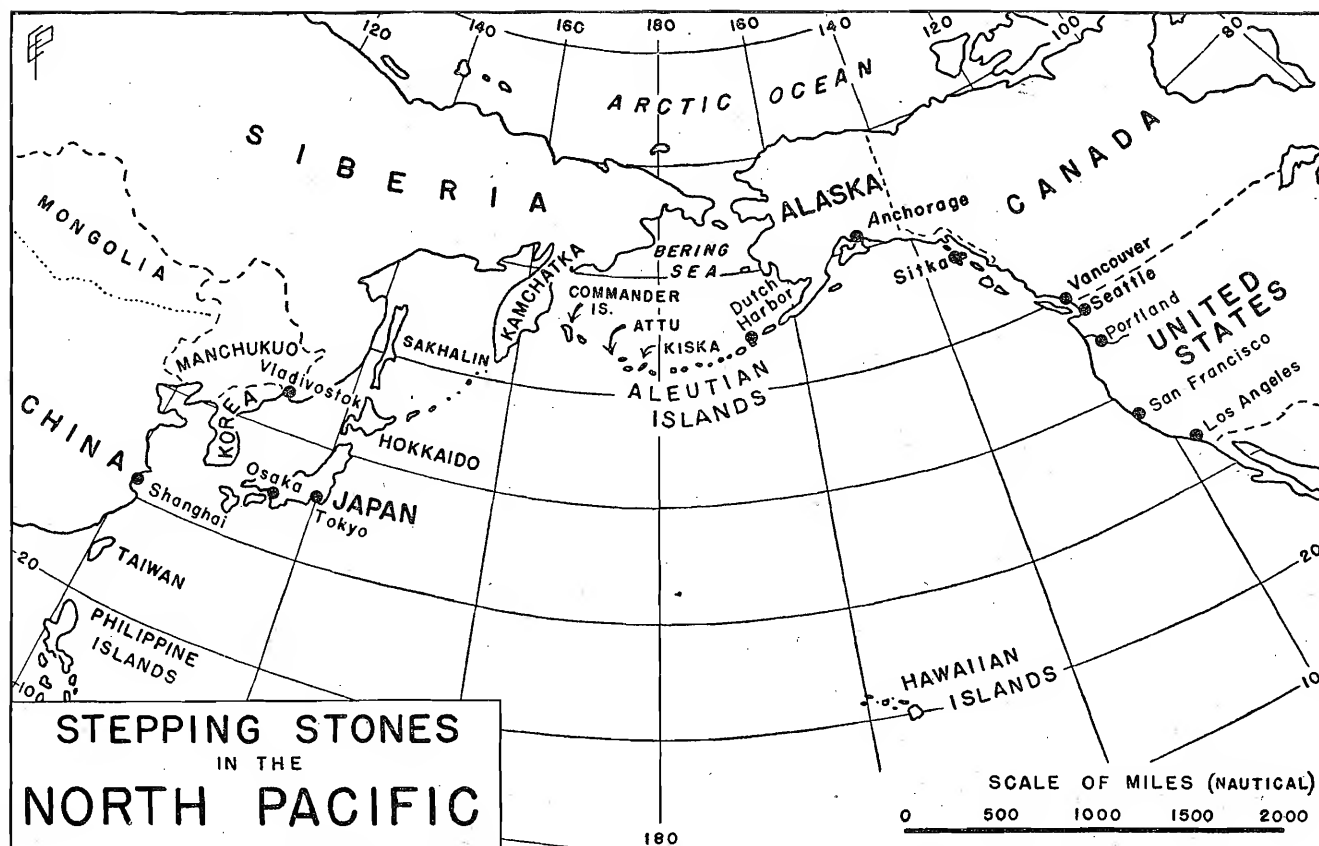 120
140
160
180
160
140
120
100
80
ARCTIC OCEAN
SIBERIA
CANADA
MONGOLIA
ALASKA
Anchorage
BERING
SEA
KAMCHATKA
Sitka
COMMANDER
IS.
Dutch
Harbor
Vancouver
Seattle
Portland
UNITED
STATES
ATTU
KISKA
SAKHALIN
MANCHUKUO
Vladivostok
ALEUTIAN
ISLANDS
San Francisco
Los Angeles
CHINA
KOREA
HOKKAIDO
Osaka
JAPAN
Tokyo
Shanghai
TAIWAN
20
20
PHILIPPINE
ISLANDS
10
10
HAWAIIAN
ISLANDS
STEPPING STONES
IN THE
NORTH PACIFIC
180
SCALE OF MILES (NAUTICAL)
0 500 1000 1500 2000